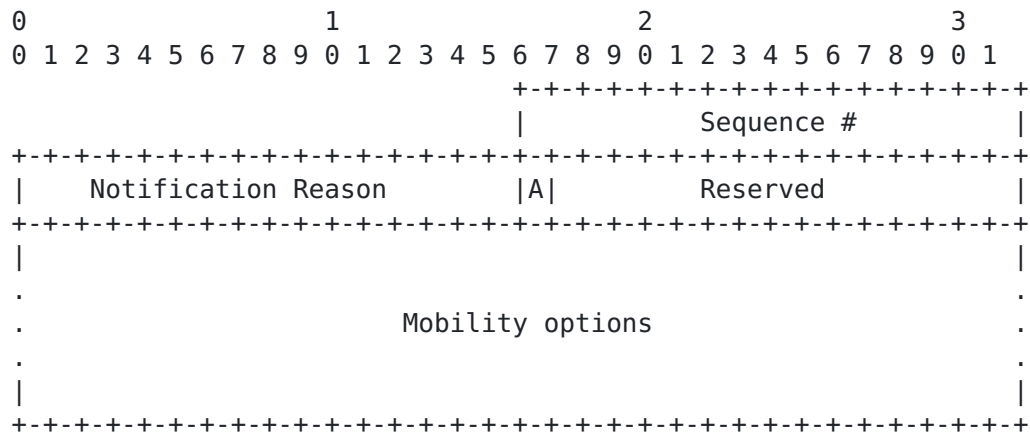 0                   1                   2                   3
0 1 2 3 4 5 6 7 8 9 0 1 2 3 4 5 6 7 8 9 0 1 2 3 4 5 6 7 8 9 0 1
                                +-+-+-+-+-+-+-+-+-+-+-+-+-+-+-+-+
                                |           Sequence #          |
+-+-+-+-+-+-+-+-+-+-+-+-+-+-+-+-+-+-+-+-+-+-+-+-+-+-+-+-+-+-+-+-+
|    Notification Reason        |A|         Reserved            |
+-+-+-+-+-+-+-+-+-+-+-+-+-+-+-+-+-+-+-+-+-+-+-+-+-+-+-+-+-+-+-+-+
|                                                               |
.                                                               .
.                        Mobility options                       .
.                                                               .
|                                                               |
+-+-+-+-+-+-+-+-+-+-+-+-+-+-+-+-+-+-+-+-+-+-+-+-+-+-+-+-+-+-+-+-+